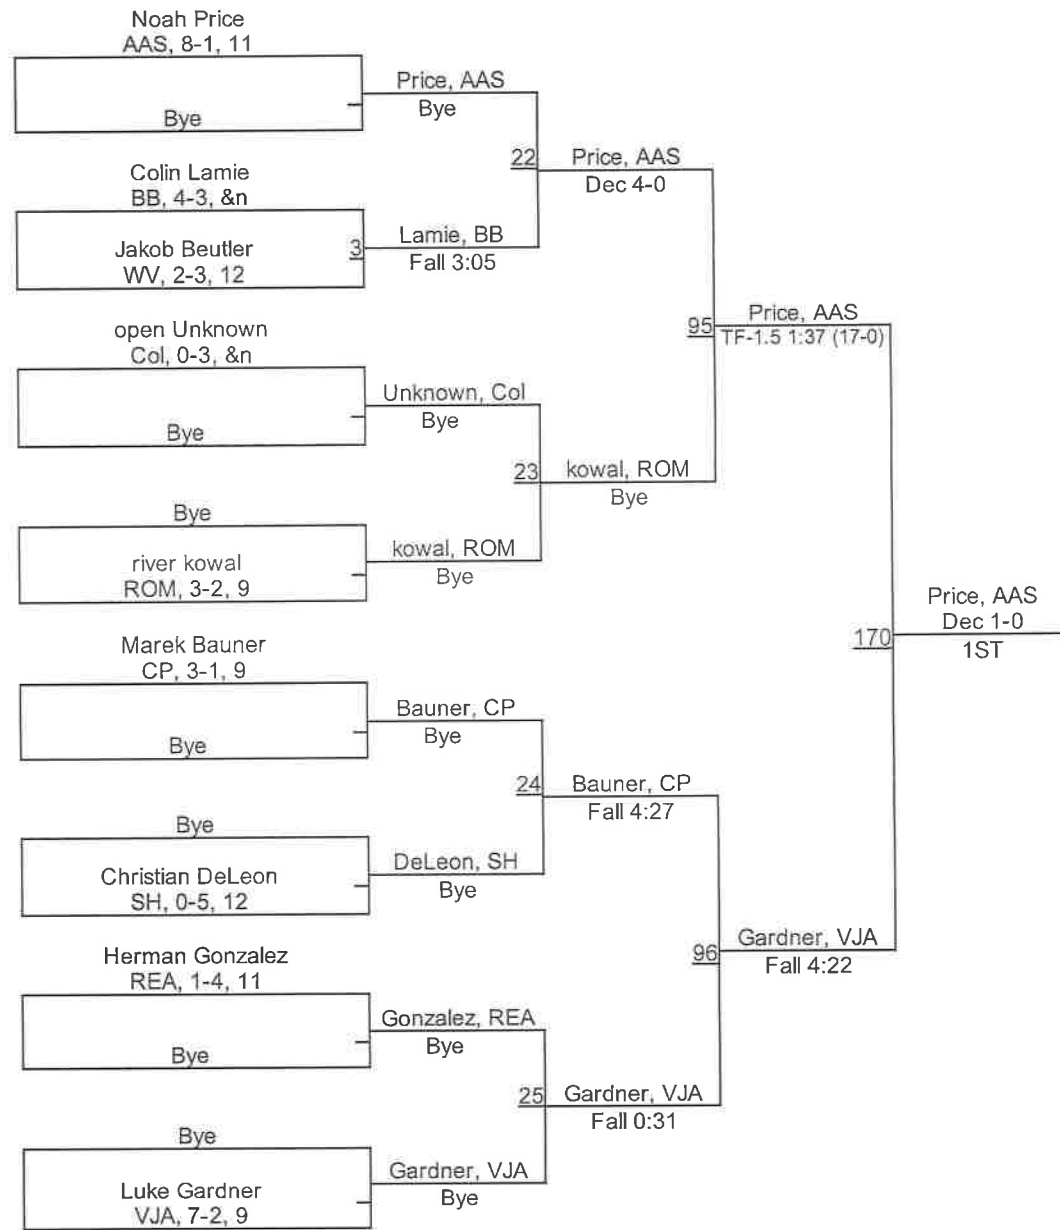 Noah Price
AAS, 8-1, 11
Bye
Price, AAS
Bye
Colin Lamie
BB, 4-3, &n
Jakob Beutler
WV, 2-3, 12
3
Lamie, BB
Fall 3:05
22
Price, AAS
Dec 4-0
open Unknown
Col, 0-3, &n
Bye
Unknown, Col
Bye
Bye
river kowal
ROM, 3-2, 9
kowal, ROM
Bye
23
kowal, ROM
Bye
95
Price, AAS
TF-1.5 1:37 (17-0)
Marek Bauner
CP, 3-1, 9
Bye
Bauner, CP
Bye
Bye
Christian DeLeon
SH, 0-5, 12
DeLeon, SH
Bye
24
Bauner, CP
Fall 4:27
Herman Gonzalez
REA, 1-4, 11
Bye
Gonzalez, REA
Bye
Bye
Luke Gardner
VJA, 7-2, 9
Gardner, VJA
Bye
25
Gardner, VJA
Fall 0:31
96
Gardner, VJA
Fall 4:22
170
Price, AAS
Dec 1-0
1ST